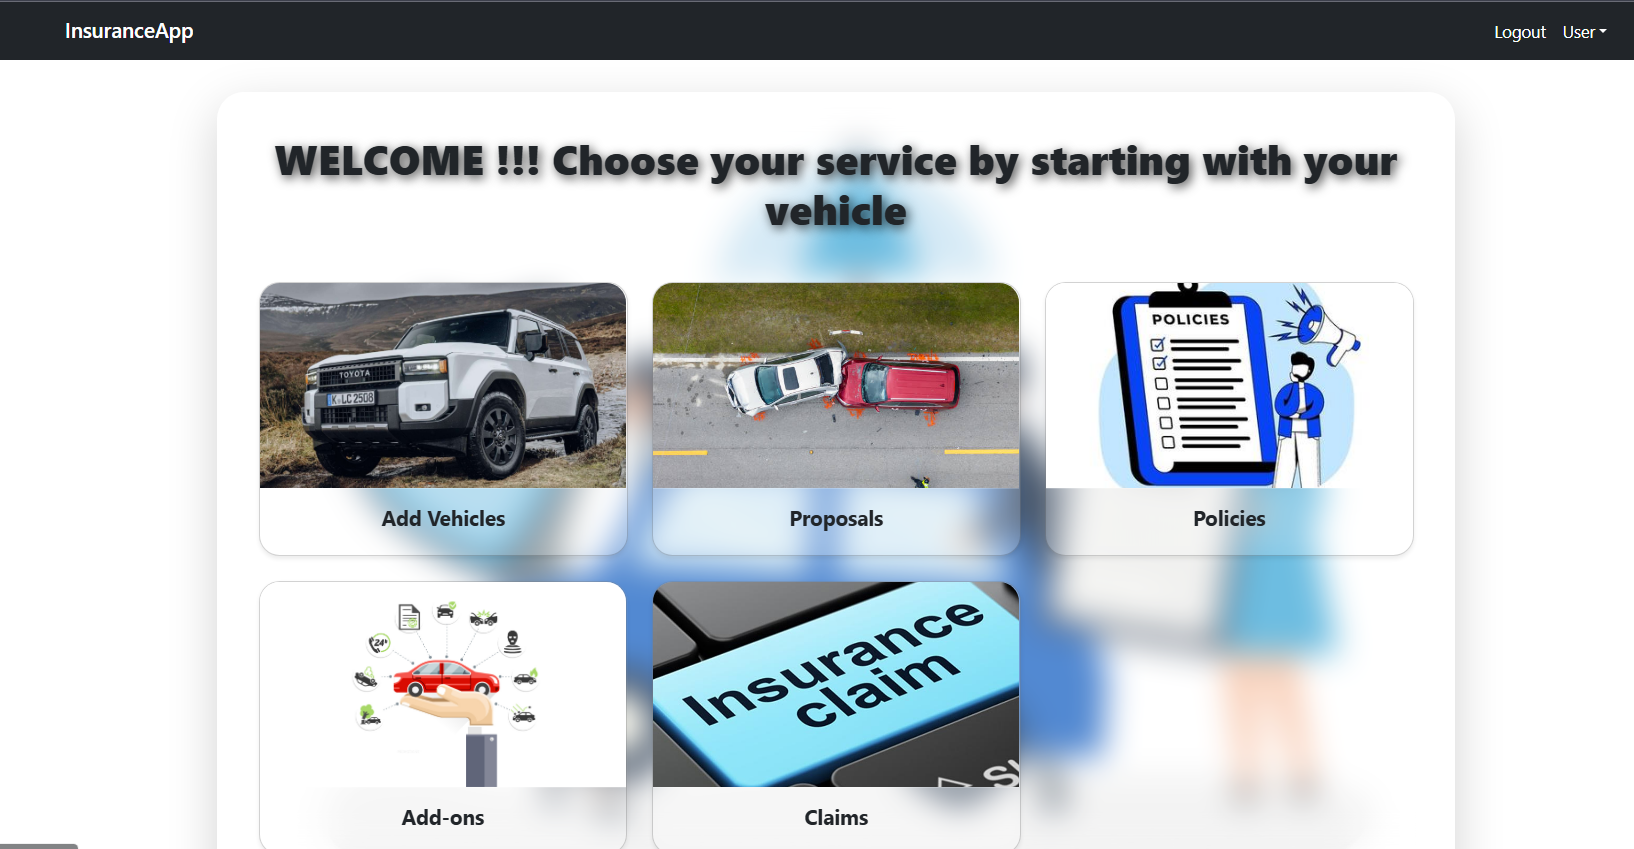 InsuranceApp
Logout
User
WELCOME !!! Choose your service by starting with your
vehicle
TOYOTA
K LC 2508
POLICIES
Add Vehicles
Proposals
Policies
24
Insurance
claim
Add-ons
Claims